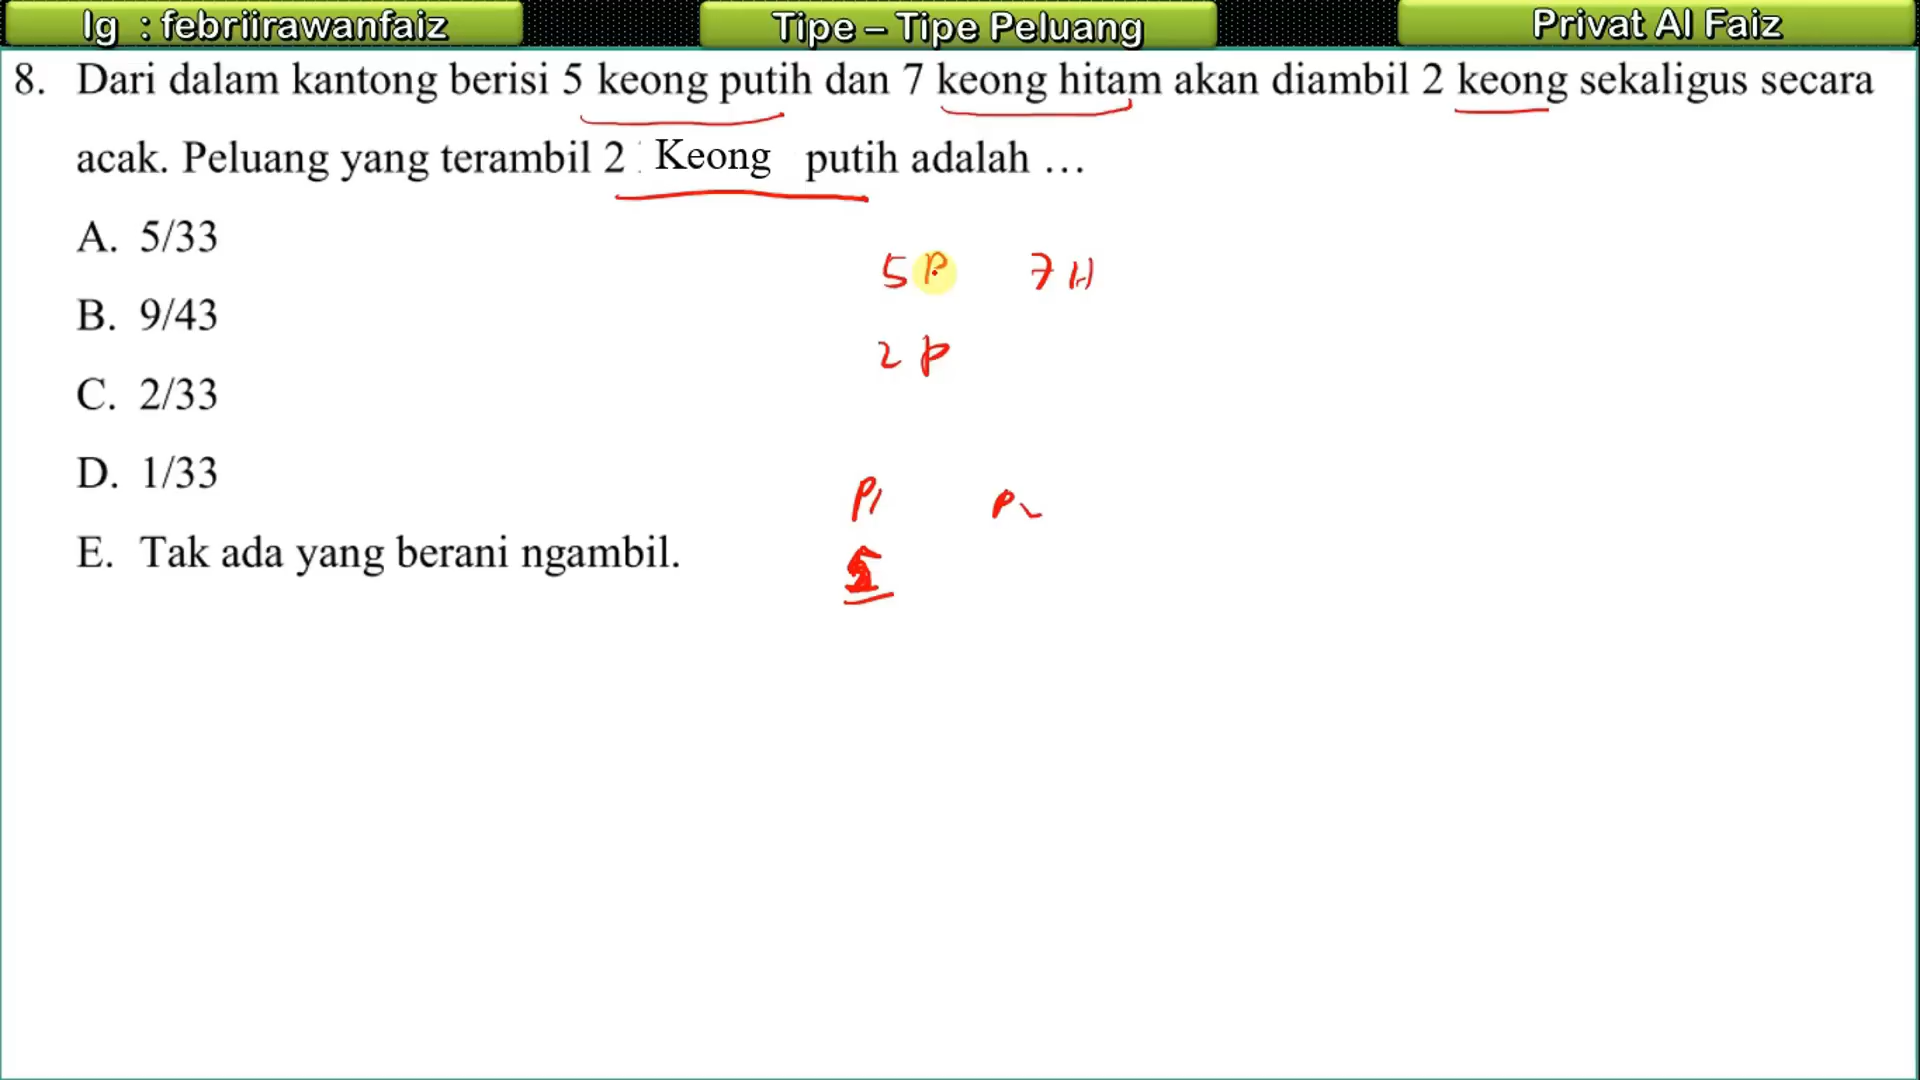 Ig : febriirawanfaiz
Tipe – Tipe Peluang
Privat Al Faiz
8. Dari dalam kantong berisi 5 keong putih dan 7 keong hitam akan diambil 2 keong sekaligus secara
acak. Peluang yang terambil 2 Keong putih adalah …
A. 5/33
B. 9/43
C. 2/33
D. 1/33
E. Tak ada yang berani ngambil.
5 P 7 H
2 P
P1 P2
5